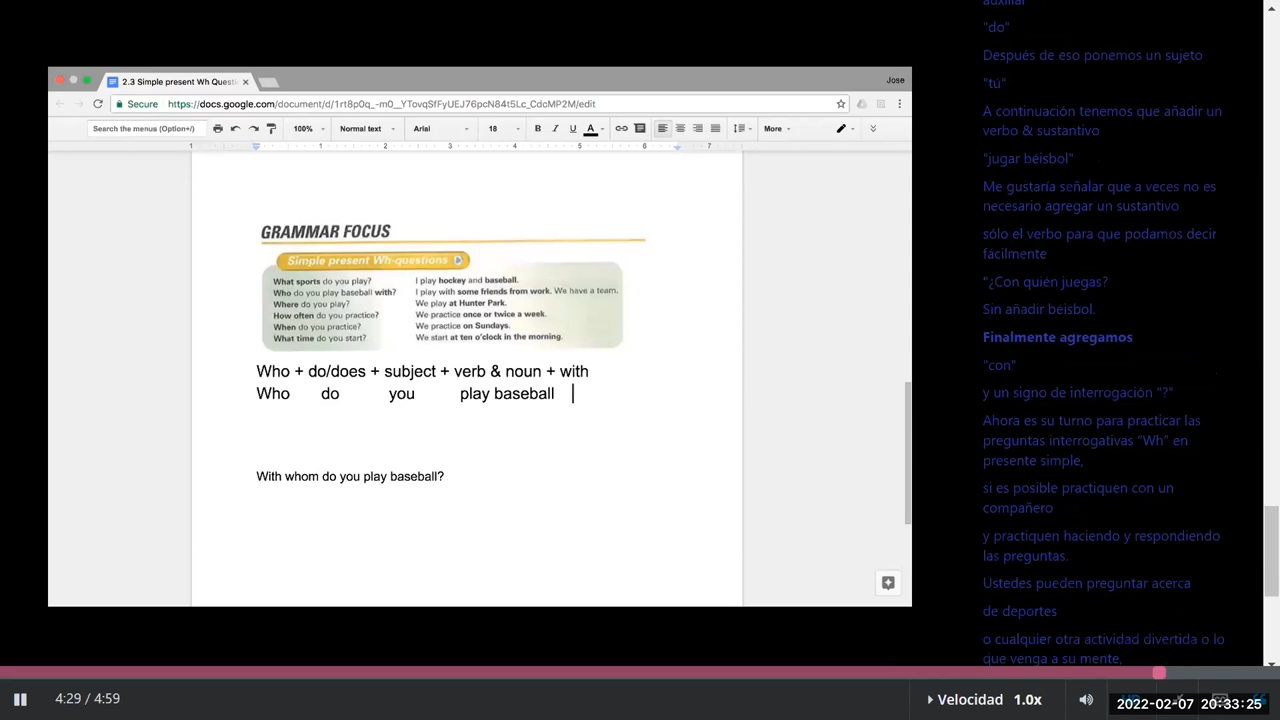 2.3 Simple present Wh Questi
Jose
Secure https://docs.google.com/document/d/1rt8p0q_-m0__YTovqSfFyUEJ76pcN84t5Lc_CdcMP2M/edit
Search the menus (Option+/) 100% Normal text Arial 18 B I U A More
1 1 2 3 4 5 6 7
GRAMMAR FOCUS
Simple present Wh-questions
What sports do you play? I play hockey and baseball.
Who do you play baseball with? I play with some friends from work. We have a team.
Where do you play? We play at Hunter Park.
How often do you practice? We practice once or twice a week.
When do you practice? We practice on Sundays.
What time do you start? We start at ten o'clock in the morning.
Who + do/does + subject + verb & noun + with
Who do you play baseball
With whom do you play baseball?
auxiliar
"do"
Después de eso ponemos un sujeto
"tú"
A continuación tenemos que añadir un
verbo & sustantivo
"jugar béisbol"
Me gustaría señalar que a veces no es
necesario agregar un sustantivo
sólo el verbo para que podamos decir
fácilmente
"¿Con quién juegas?
Sin añadir béisbol.
Finalmente agregamos
"con"
y un signo de interrogación "?"
Ahora es su turno para practicar las
preguntas interrogativas "Wh" en
presente simple,
si es posible practiquen con un
compañero
y practiquen haciendo y respondiendo
las preguntas.
Ustedes pueden preguntar acerca
de deportes
o cualquier otra actividad divertida o lo
que venga a su mente,
4:29 / 4:59
Velocidad 1.0x
2022-02-07 20:33:25